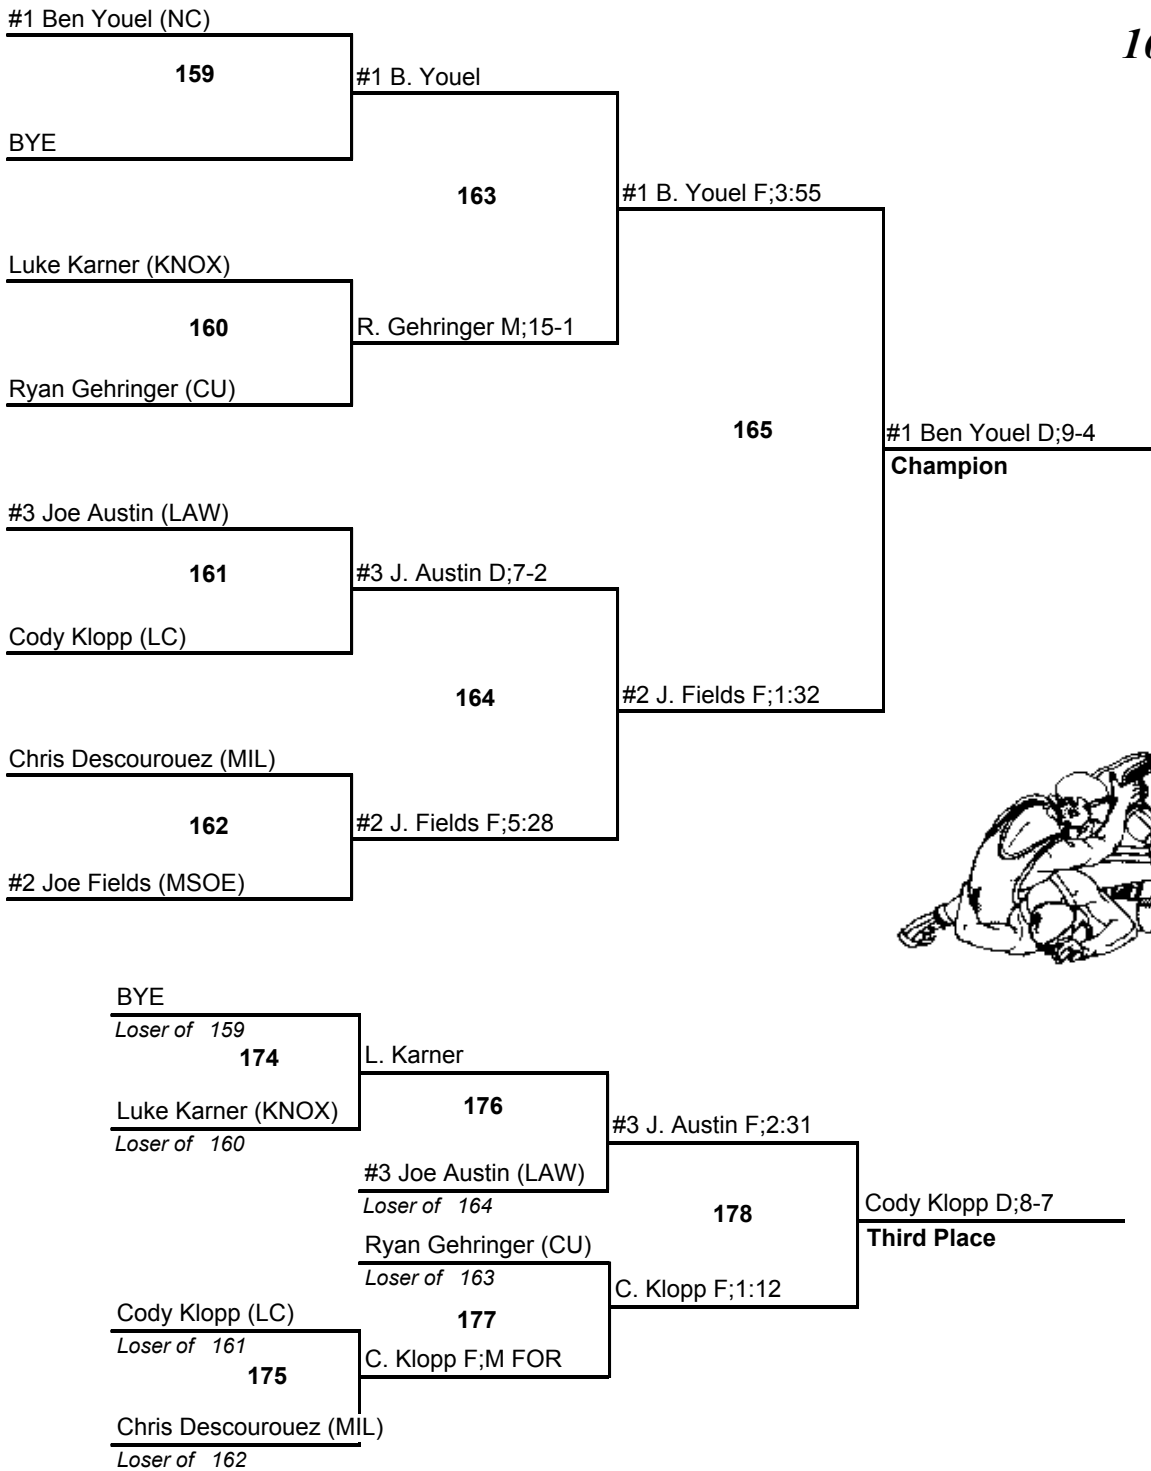 #1 Ben Youel (NC)
159
#1 B. Youel
BYE
163
#1 B. Youel F;3:55
Luke Karner (KNOX)
160
R. Gehringer M;15-1
Ryan Gehringer (CU)
165
#1 Ben Youel D;9-4
Champion
#3 Joe Austin (LAW)
161
#3 J. Austin D;7-2
Cody Klopp (LC)
164
#2 J. Fields F;1:32
Chris Descourouez (MIL)
162
#2 J. Fields F;5:28
#2 Joe Fields (MSOE)
BYE
Loser of 159
174
L. Karner
Luke Karner (KNOX)
Loser of 160
176
#3 J. Austin F;2:31
#3 Joe Austin (LAW)
Loser of 164
178
Cody Klopp D;8-7
Third Place
Ryan Gehringer (CU)
Loser of 163
C. Klopp F;1:12
Cody Klopp (LC)
Loser of 161
177
175
C. Klopp F;M FOR
Chris Descourouez (MIL)
Loser of 162